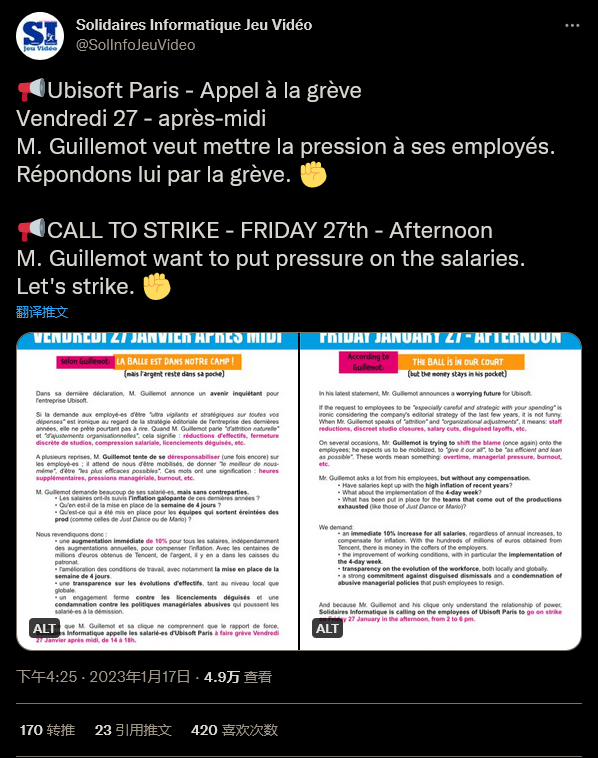 Solidaires Informatique Jeu Vidéo
@SolInfoJeuVideo
SI
Jeu Vidéo
Ubisoft Paris - Appel à la grève
Vendredi 27 - après-midi
M. Guillemot veut mettre la pression à ses employés.
Répondons lui par la grève.
CALL TO STRIKE - FRIDAY 27th - Afternoon
M. Guillemot want to put pressure on the salaries.
Let's strike.
翻译推文
VENDREDI 27 JANVIER APRÈS MIDI
Selon Guillemot: LA BALLE EST DANS NOTRE CAMP !
(mais l'argent reste dans sa poche)
Dans sa dernière déclaration, M. Guillemot annonce un avenir inquiétant pour
l'entreprise Ubisoft.
Si la demande aux employé-es d'être "ultra vigilants et stratégiques sur toutes vos
dépenses" est ironique au regard de la stratégie éditoriale de l'entreprise des dernières
années, elle ne prête pourtant pas à rire. Quand M. Guillemot parle "d'attrition naturelle"
et "d'ajustements organisationnels", cela signifie : réductions d'effectifs, fermeture
discrète de studios, compression salariale, licenciements déguisés, etc.
A plusieurs reprises, M. Guillemot tente de se déresponsabiliser (une fois encore) sur
les employé-es ; il attend de nous d'être mobilisés, de donner "le meilleur de nous-
même", d'être "les plus efficaces possibles". Ces mots ont une signification : heures
supplémentaires, pressions managériale, burnout, etc.
M. Guillemot demande beaucoup de ses salarié-es, mais sans contreparties.
• Les salaires ont-ils suivi l'inflation galopante de ces dernières années ?
• Qu'en est-il de la mise en place de la semaine de 4 jours ?
• Qu'est-ce qui a été mis en place pour les équipes qui sortent éreintées des
prod (comme celles de Just Dance ou de Mario) ?
Nous revendiquons donc :
• une augmentation immédiate de 10% pour tous les salaires, indépendamment
des augmentations annuelles, pour compenser l'inflation. Avec les centaines de
millions d'euros obtenus de Tencent, de l'argent, il y en a dans les caisses du
patronat.
• l'amélioration des conditions de travail, avec notamment la mise en place de la
semaine de 4 jours.
• une transparence sur les évolutions d'effectifs, tant au niveau local que
globale.
• un engagement ferme contre les licenciements déguisés et une
condamnation contre les politiques managériales abusives qui poussent les
salarié-es à la démission.
que M. Guillemot et sa clique ne comprennent que le rapport de force,
s Informatique appelle les salarié-es d'Ubisoft Paris à faire grève Vendredi
27 Janvier après midi, de 14 à 18h.
ALT
FRIDAY JANUARY 27 - AFTERNOON
According to
Guillemot:
THE BALL IS IN OUR COURT
(but the money stays in his pocket)
In his latest statement, Mr. Guillemot announces a worrying future for Ubisoft.
If the request to employees to be "especially careful and strategic with your spending" is
ironic considering the company's editorial strategy of the last few years, it is not funny.
When Mr. Guillemot speaks of "attrition" and "organizational adjustments", it means: staff
reductions, discreet studio closures, salary cuts, disguised layoffs, etc.
On several occasions, Mr. Guillemot is trying to shift the blame (once again) onto the
employees; he expects us to be mobilized, to "give it our all", to be "as efficient and lean
as possible". These words mean something: overtime, managerial pressure, burnout,
etc.
Mr. Guillemot asks a lot from his employees, but without any compensation.
• Have salaries kept up with the high inflation of recent years?
• What about the implementation of the 4-day week?
• What has been put in place for the teams that come out of the productions
exhausted (like those of Just Dance or Mario)?
We demand:
• an immediate 10% increase for all salaries, regardless of annual increases, to
compensate for inflation. With the hundreds of millions of euros obtained from
Tencent, there is money in the coffers of the employers.
• the improvement of working conditions, with in particular the implementation of
the 4-day week.
• transparency on the evolution of the workforce, both locally and globally.
• a strong commitment against disguised dismissals and a condemnation of
abusive managerial policies that push employees to resign.
And because Mr. Guillemot and his clique only understand the relationship of power,
Solidaires Informatique is calling on the employees of Ubisoft Paris to go on strike
y 27 January in the afternoon, from 2 to 6 pm.
ALT
下午4:25 · 2023年1月17日 · 4.9万 查看
170 转推 23 引用推文 420 喜欢次数